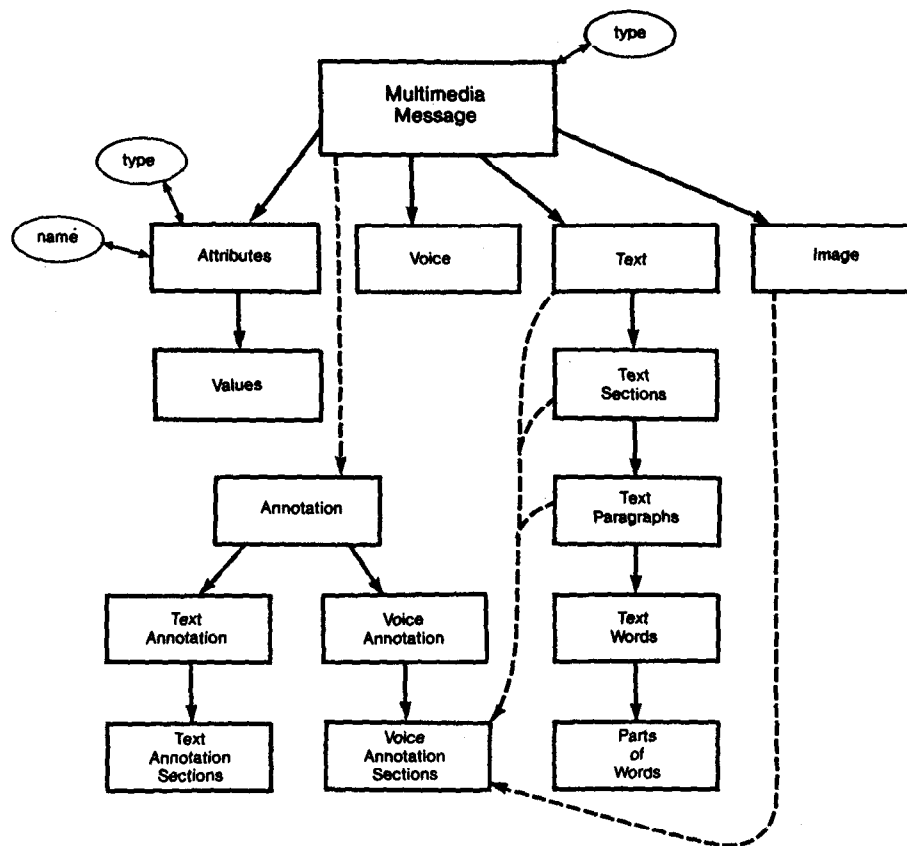 type
Multimedia
Message
type
name
Attributes
Voice
Text
Image
Values
Text
Sections
Annotation
Text
Paragraphs
Text
Annotation
Voice
Annotation
Text
Words
Text
Annotation
Sections
Voice
Annotation
Sections
Parts
of
Words